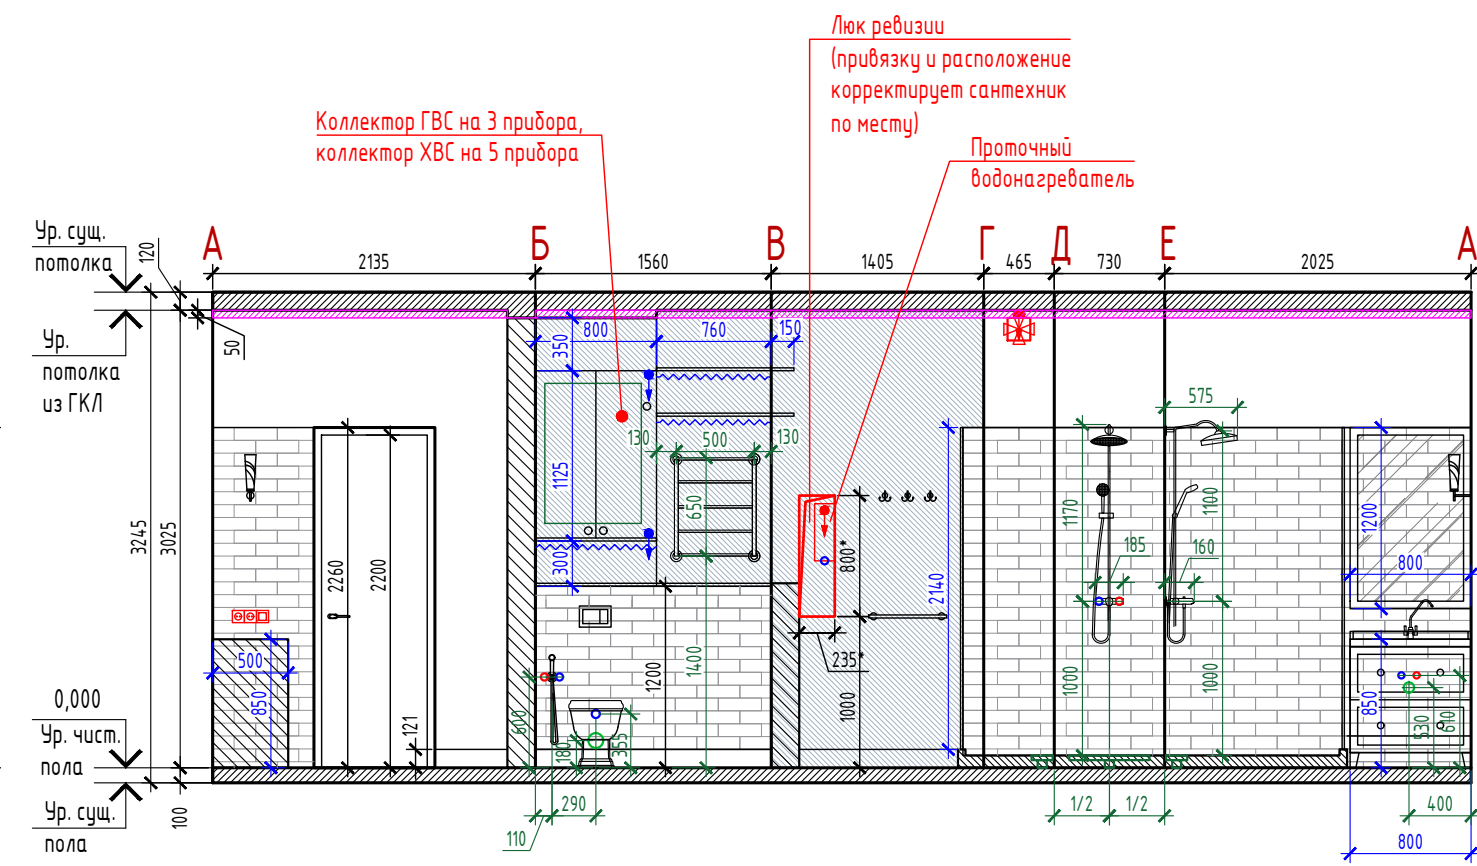 Люк ревизии
(привязку и расположение
корректирует сантехник
по месту)
Коллектор ГВС на 3 прибора,
коллектор ХВС на 5 прибора
Проточный
водонагреватель
Ур. сущ.
потолка
120
А
Б
В
Г
Д
Е
А
2135
1560
1405
465
730
2025
Ур.
потолка
из ГКЛ
50
350
800
760
150
575
130
500
130
1125
650
1170
1100
1200
3245
3025
2260
2200
300
800*
2140
185
160
800
500
850
1200
1400
235*
1000
1000
1000
850
530
610
0,000
Ур. чист.
пола
121
600
180
355
Ур. сущ.
пола
100
110
290
1/2
1/2
400
800